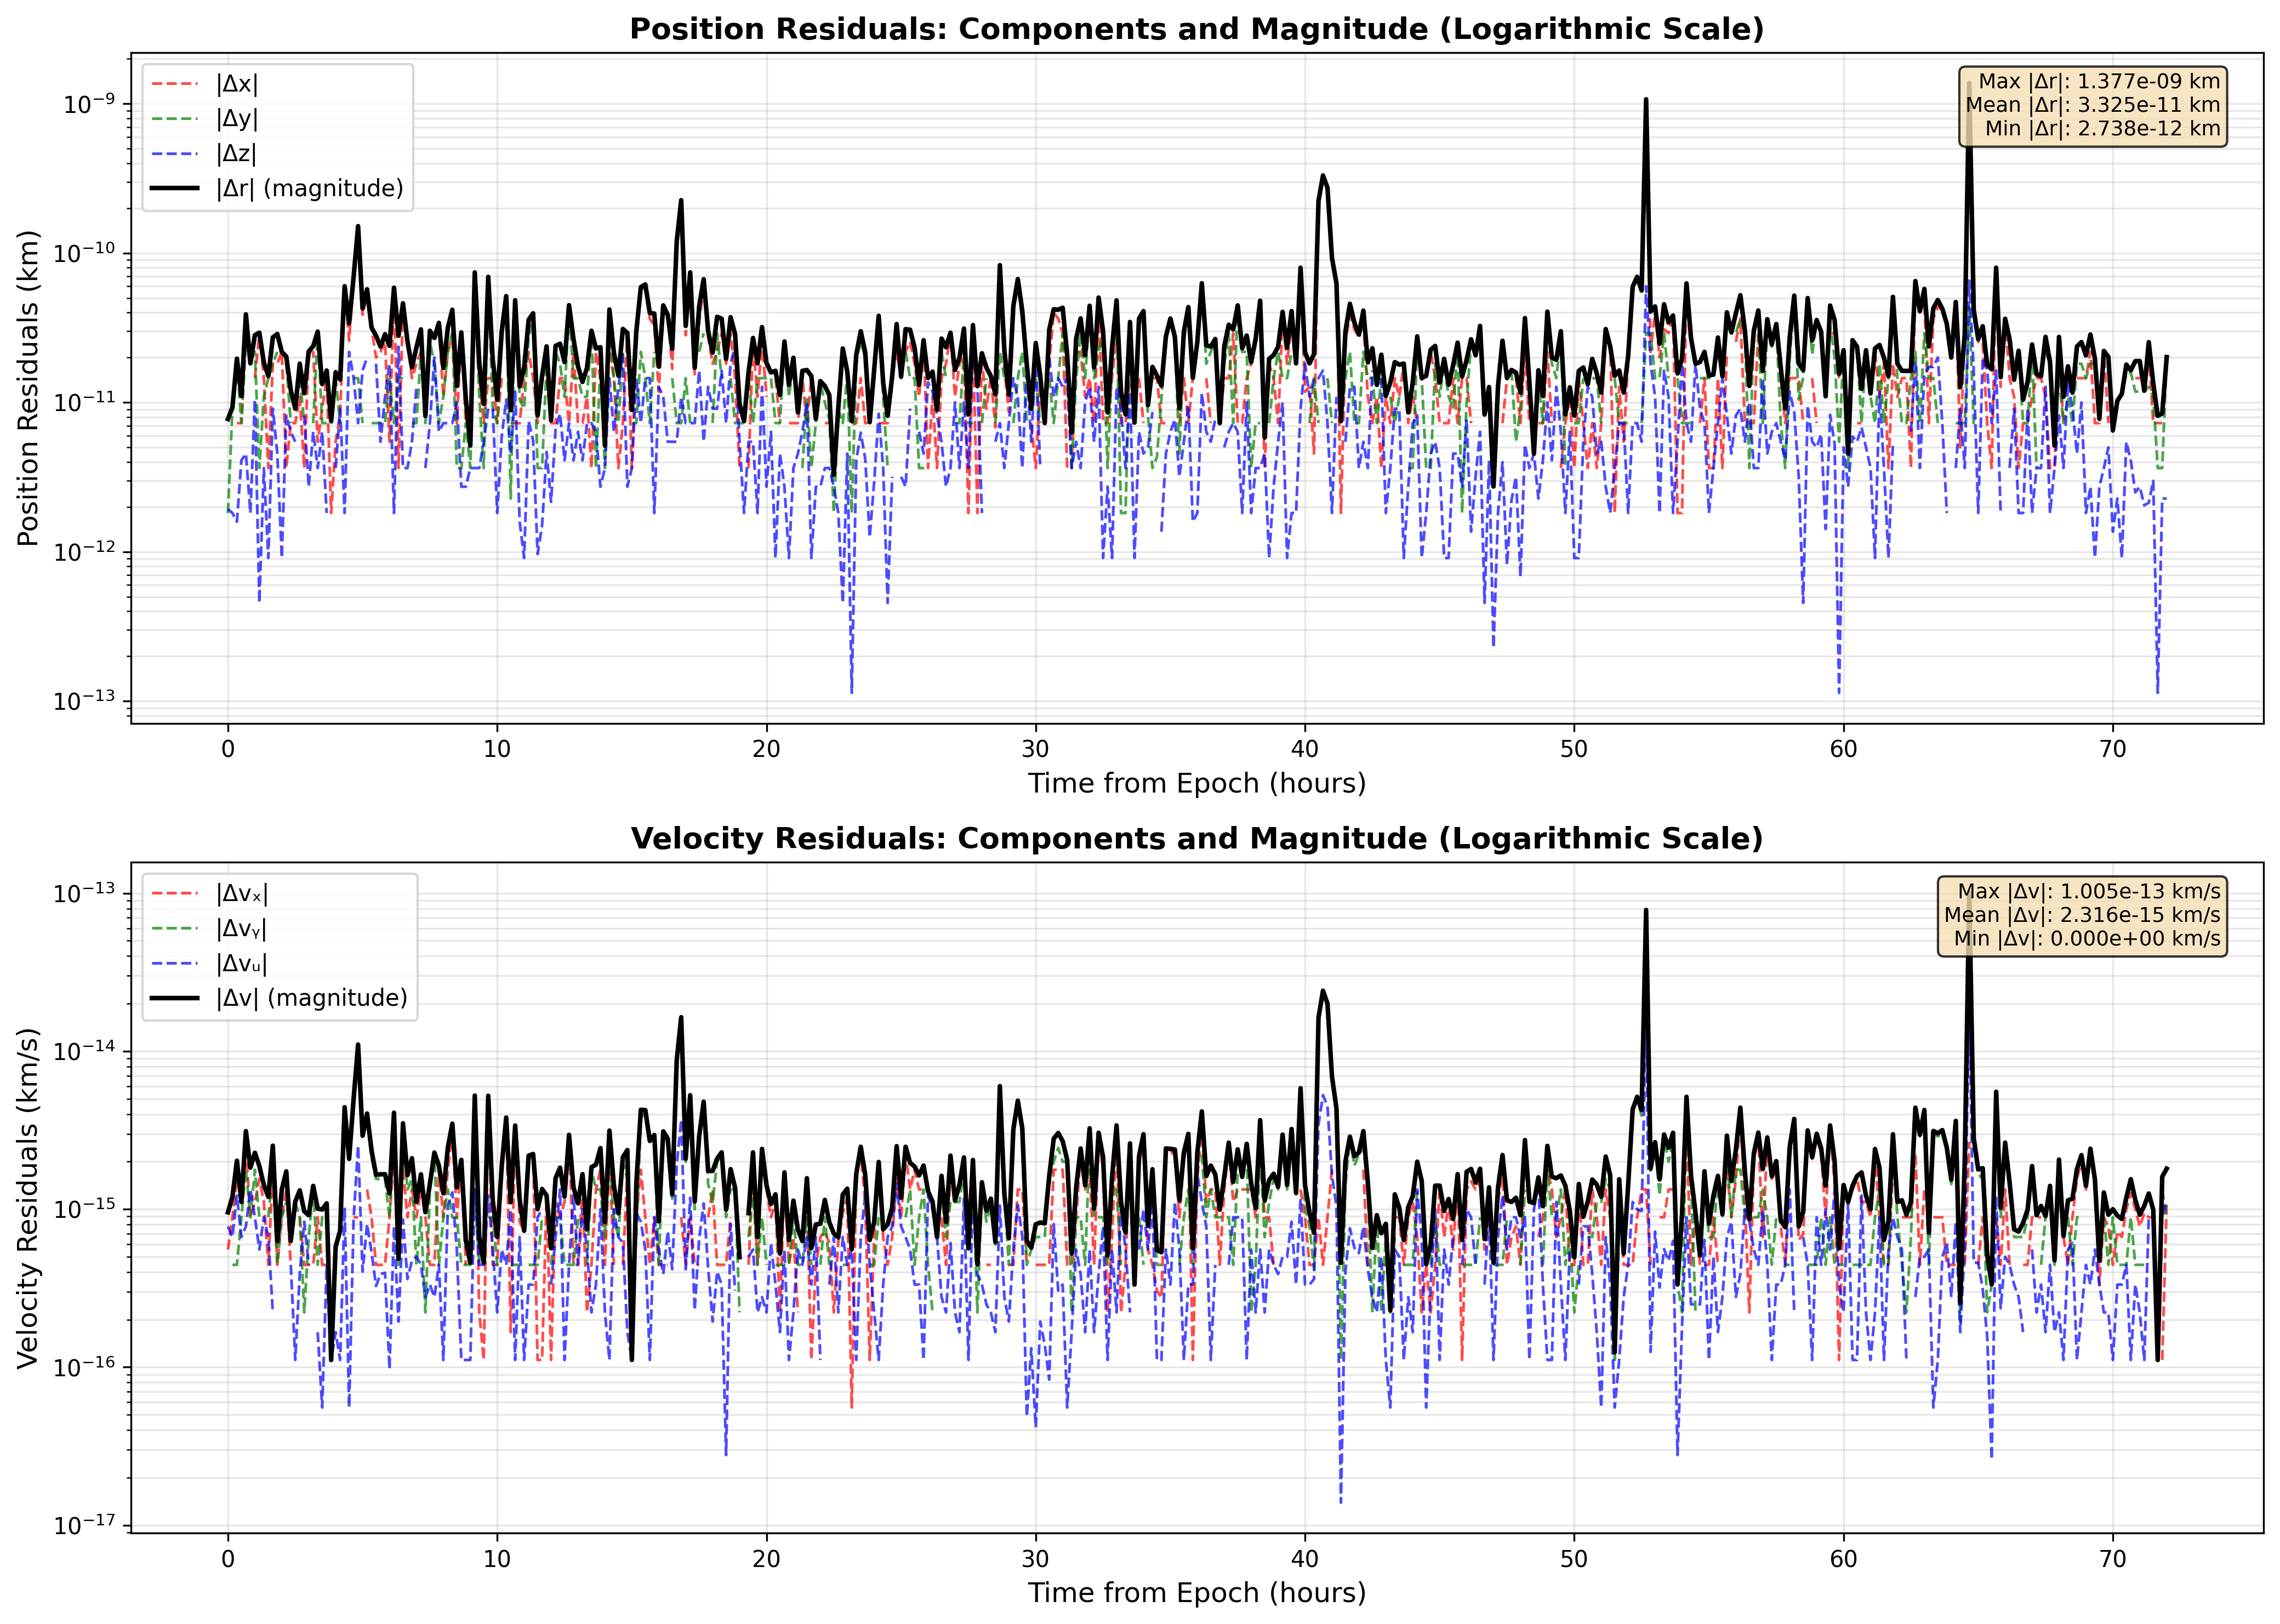 Position Residuals: Components and Magnitude (Logarithmic Scale)
|Δx|
|Δy|
|Δz|
|Δr| (magnitude)
Max |Δr|: 1.377e-09 km
Mean |Δr|: 3.325e-11 km
Min |Δr|: 2.738e-12 km
Position Residuals (km)
10⁻⁹
10⁻¹⁰
10⁻¹¹
10⁻¹²
10⁻¹³
0 10 20 30 40 50 60 70
Time from Epoch (hours)
Velocity Residuals: Components and Magnitude (Logarithmic Scale)
|Δvₓ|
|Δvᵧ|
|Δvᵤ|
|Δv| (magnitude)
Max |Δv|: 1.005e-13 km/s
Mean |Δv|: 2.316e-15 km/s
Min |Δv|: 0.000e+00 km/s
Velocity Residuals (km/s)
10⁻¹³
10⁻¹⁴
10⁻¹⁵
10⁻¹⁶
10⁻¹⁷
0 10 20 30 40 50 60 70
Time from Epoch (hours)